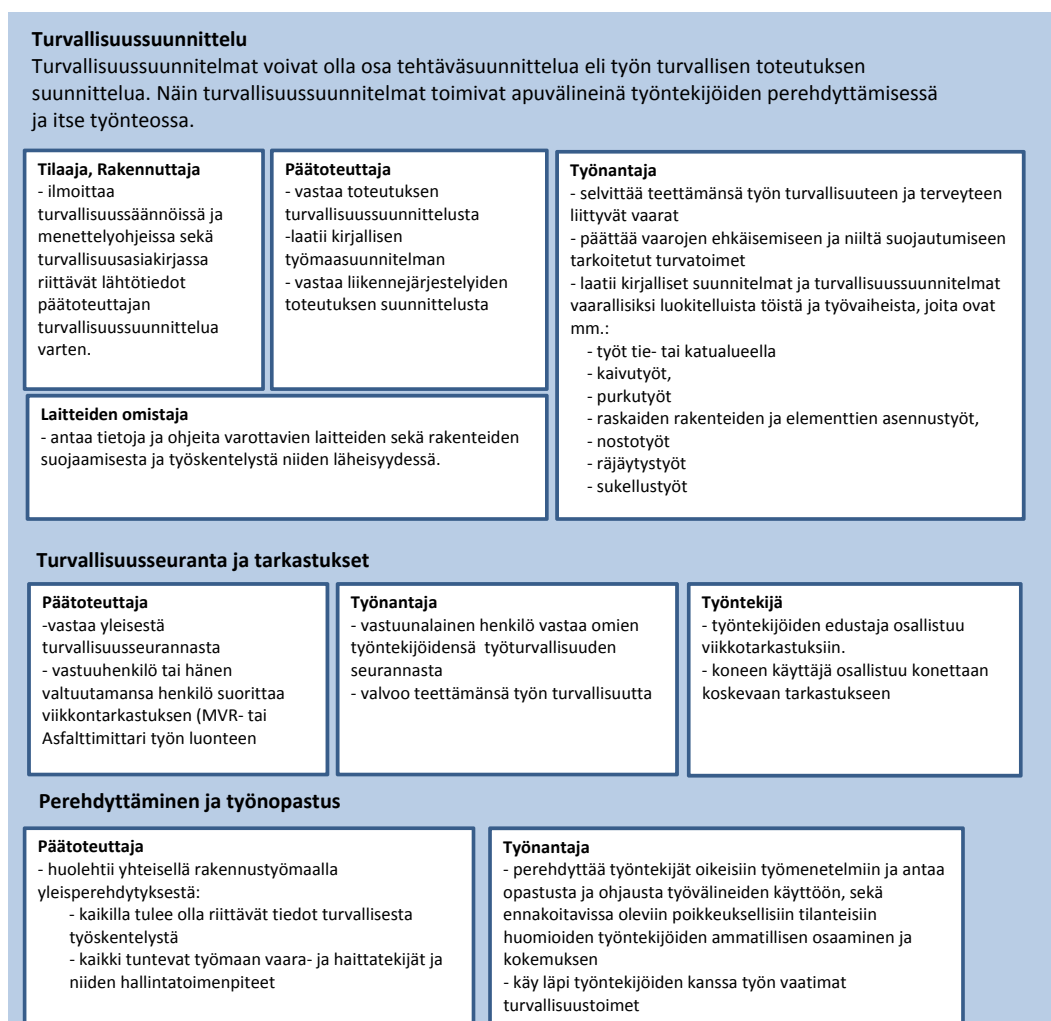 Turvallisuussuunnittelu
Turvallisuussuunnitelmat voivat olla osa tehtäväsuunnittelua eli työn turvallisen toteutuksen
suunnittelua. Näin turvallisuussuunnitelmat toimivat apuvälineinä työntekijöiden perehdyttämisessä
ja itse työnteossa.
Tilaaja, Rakennuttaja
- ilmoittaa
turvallisuussäännöissä ja
menettelyohjeissa sekä
turvallisuusasiakirjassa
riittävät lähtötiedot
päätoteuttajan
turvallisuussuunnittelua
varten.
Päätoteuttaja
- vastaa toteutuksen
turvallisuussuunnittelusta
-laatii kirjallisen
työmaasuunnitelman
- vastaa liikennejärjestelyiden
toteutuksen suunnittelusta
Työnantaja
- selvittää teettämänsä työn turvallisuuteen ja terveyteen
liittyvät vaarat
- päättää vaarojen ehkäisemiseen ja niiltä suojautumiseen
tarkoitetut turvatoimet
- laatii kirjalliset suunnitelmat ja turvallisuussuunnitelmat
vaarallisiksi luokitelluista töistä ja työvaiheista, joita ovat
mm.:
- työt tie- tai katualueella
- kaivutyöt,
- purkutyöt
- raskaiden rakenteiden ja elementtien asennustyöt,
- nostotyöt
- räjäytystyöt
- sukellustyöt
Laitteiden omistaja
- antaa tietoja ja ohjeita varottavien laitteiden sekä rakenteiden
suojaamisesta ja työskentelystä niiden läheisyydessä.
Turvallisuusseuranta ja tarkastukset
Päätoteuttaja
-vastaa yleisestä
turvallisuusseurannasta
- vastuuhenkilö tai hänen
valtuutamansa henkilö suorittaa
viikkontarkastuksen (MVR- tai
Asfalttimittari työn luonteen
Työnantaja
- vastuunalainen henkilö vastaa omien
työntekijöidensä työturvallisuuden
seurannasta
- valvoo teettämänsä työn turvallisuutta
Työntekijä
- työntekijöiden edustaja osallistuu
viikkotarkastuksiin.
- koneen käyttäjä osallistuu konettaan
koskevaan tarkastukseen
Perehdyttäminen ja työnopastus
Päätoteuttaja
- huolehtii yhteisellä rakennustyömaalla
yleisperehdytyksestä:
- kaikilla tulee olla riittävät tiedot turvallisesta
työskentelystä
- kaikki tuntevat työmaan vaara- ja haittatekijät ja
niiden hallintatoimenpiteet
Työnantaja
- perehdyttää työntekijät oikeisiin työmenetelmiin ja antaa
opastusta ja ohjausta työvälineiden käyttöön, sekä
ennakoitavissa oleviin poikkeuksellisiin tilanteisiin
huomioiden työntekijöiden ammatillisen osaaminen ja
kokemuksen
- käy läpi työntekijöiden kanssa työn vaatimat
turvallisuustoimet